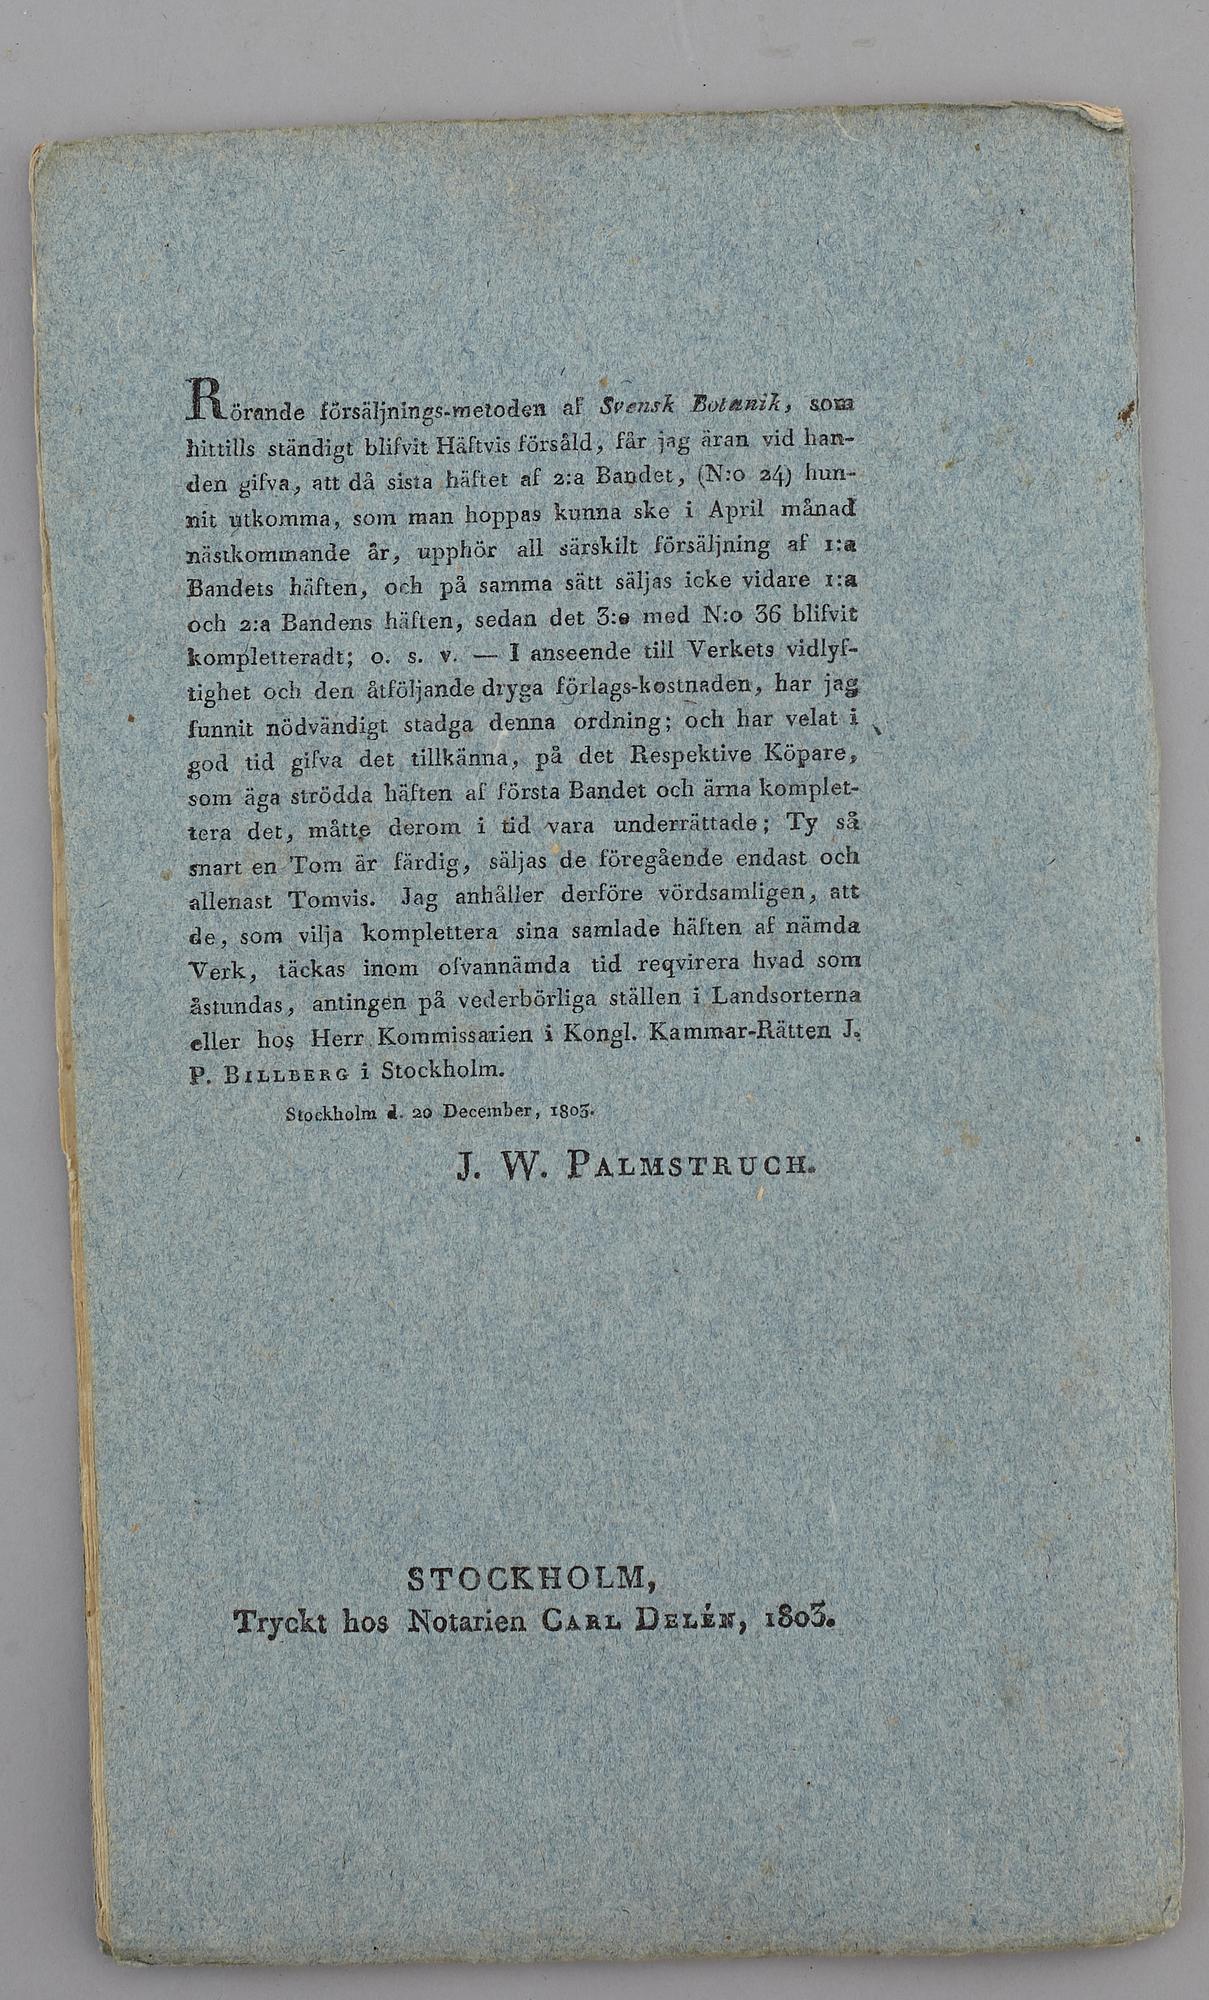 Rörande försäljnings-metoden af Svensk Botanik, som
hittills ständigt blifvit Häftvis försåld, får jag äran vid han-
den gifva, att då sista häftet af 2:a Bandet, (N:o 24) hun-
nit utkomma, som man hoppas kunna ske i April månad
nästkommande år, upphör all särskilt försäljning af 1:a
Bandets häften, och på samma sätt säljas icke vidare 1:a
och 2:a Bandens häften, sedan det 3:e med N:o 36 blifvit
kompletteradt; o. s. v. — I anseende till Verkets vidlyf-
tighet och den åtföljande dryga förlags-kostnaden, har jag
funnit nödvändigt stadga denna ordning; och har velat i
god tid gifva det tillkänna, på det Respektive Köpare,
som äga strödda häften af första Bandet och ärna komplet-
tera det, måtte derom i tid vara underrättade; Ty så
snart en Tom är färdig, säljas de föregående endast och
allenast Tomvis. Jag anhåller derföre vördsamligen, att
de, som vilja komplettera sina samlade häften af nämda
Verk, täckas inom ofvannämda tid reqvirera hvad som
åstundas, antingen på vederbörliga ställen i Landsorterna
eller hos Herr Kommissarien i Kongl. Kammar-Rätten J.
P. BILLBERG i Stockholm.
Stockholm d. 20 December, 1803.
J. W. PALMSTRUCH.
STOCKHOLM,
Tryckt hos Notarien CARL DELÉN, 1803.